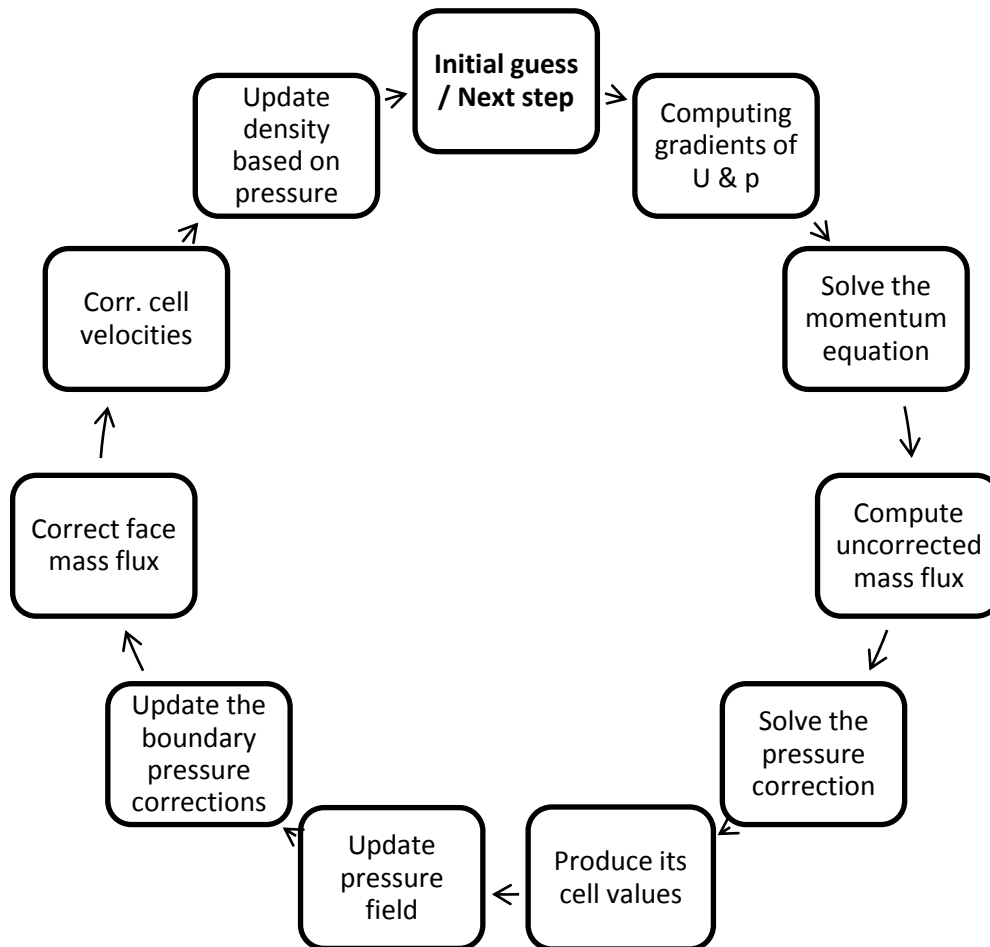 Initial guess
/ Next step
Computing
gradients of
U & p
Solve the
momentum
equation
Compute
uncorrected
mass flux
Solve the
pressure
correction
Produce its
cell values
Update
pressure
field
Update the
boundary
pressure
corrections
Correct face
mass flux
Corr. cell
velocities
Update
density
based on
pressure